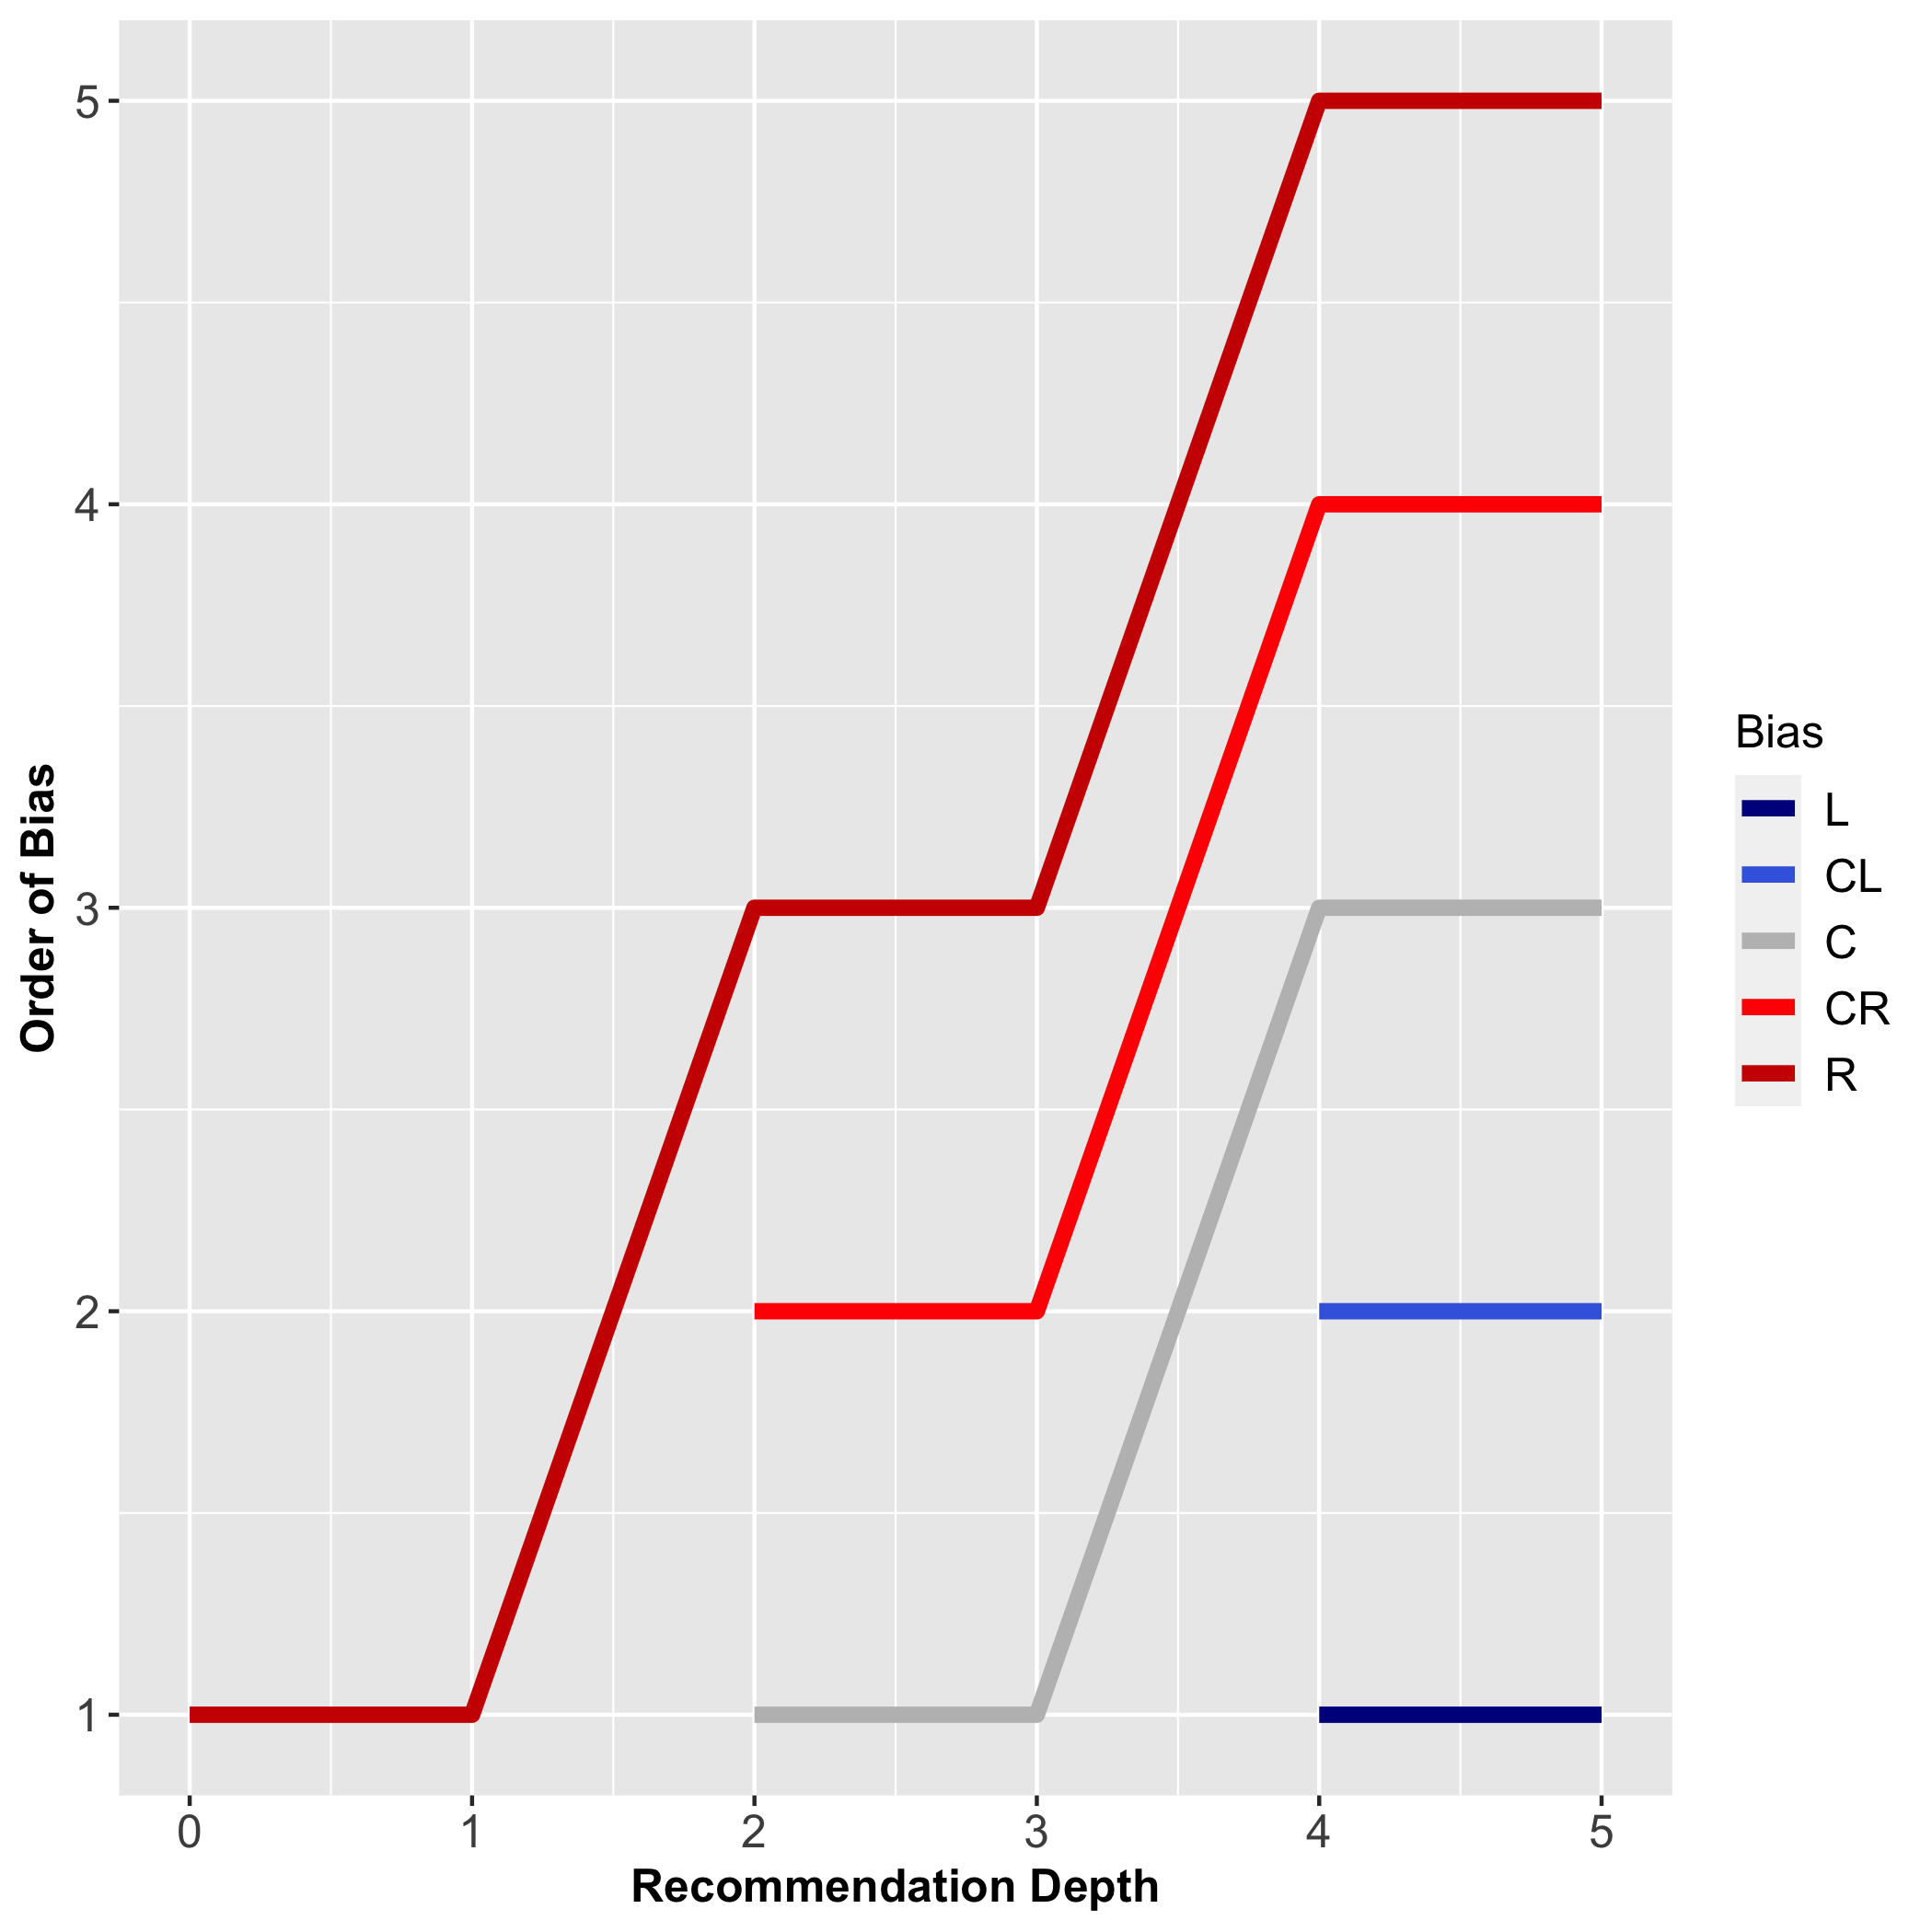 Order of Bias
5
4
3
2
1
0 1 2 3 4 5
Recommendation Depth
Bias
L
CL
C
CR
R